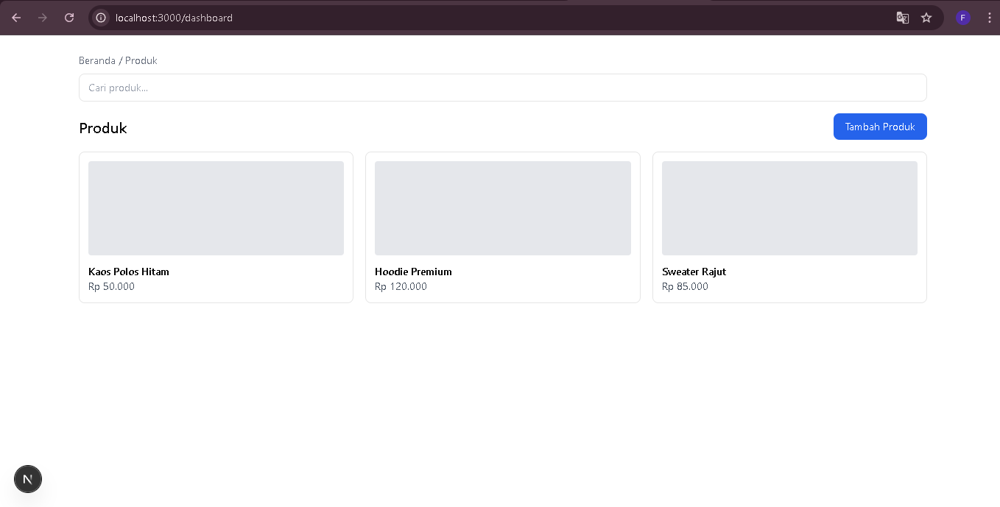 localhost:3000/dashboard
F
Beranda / Produk
Cari produk...
Produk
Tambah Produk
Kaos Polos Hitam
Rp 50.000
Hoodie Premium
Rp 120.000
Sweater Rajut
Rp 85.000
N